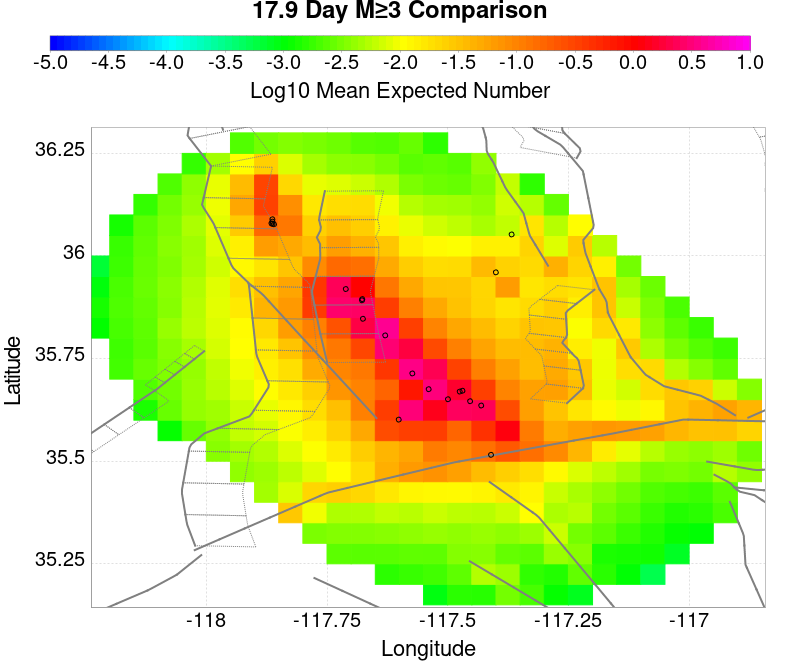 17.9 Day M≥3 Comparison
-5.0 -4.5 -4.0 -3.5 -3.0 -2.5 -2.0 -1.5 -1.0 -0.5 0.0 0.5 1.0
Log10 Mean Expected Number
36.25
36
35.75
35.5
35.25
Latitude
-118 -117.75 -117.5 -117.25 -117
Longitude